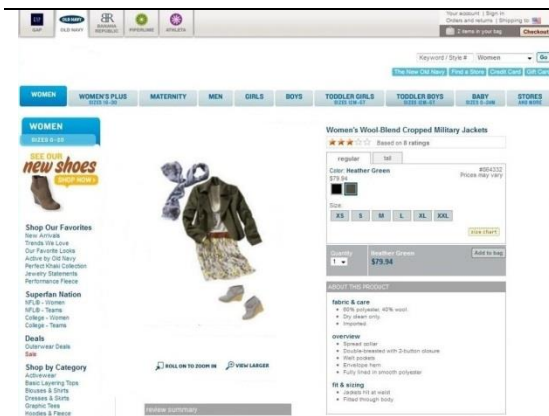 Your account | Sign in
Orders and returns | Shipping to:
GAP
OLD NAVY
BANANA REPUBLIC
PIPERLIME
ATHLETA
2 items in your bag
Checkout
Keyword / Style #
Women
Go
The New Old Navy
Find a Store
Credit Card
Gift Car
WOMEN
WOMEN'S PLUS
MATERNITY
MEN
GIRLS
BOYS
TODDLER GIRLS
TODDLER BOYS
BABY
STORES
AND MORE
WOMEN
SEE OUR
new shoes
SHOP NOW
Shop Our Favorites
New Arrivals
Trends We Love
Our Favorite Looks
Active by Old Navy
Perfect Khaki Collection
Jewelry Statements
Performance Fleece
Superfan Nation
NFL® - Women
NFL® - Teams
College - Women
College - Teams
Deals
Outerwear Deals
Sale
Shop by Category
Activewear
Basic Layering Tops
Blouses & Shirts
Dresses & Skirts
Graphic Tees
Hoodies & Fleece
ROLL ON TO ZOOM IN
VIEW LARGER
review summary
Women's Wool-Blend Cropped Military Jackets
Based on 8 ratings
regular
tall
Color: Heather Green
$79.94
#864332
Prices may vary
Size:
XS S M L XL XXL
size chart
Quantity
1
Heather Green
$79.94
Add to bag
ABOUT THIS PRODUCT
fabric & care
60% polyester, 40% wool
Dry clean only
Imported
overview
Spread collar
Double-breasted with 2-button closure
Welt pockets
Envelope hem
Fully lined in smooth polyester
fit & sizing
Jackets hit at waist
Fitted through body